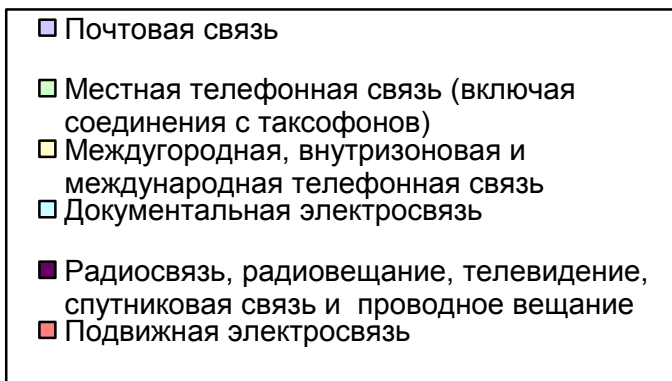 Почтовая связь
Местная телефонная связь (включая
соединения с таксофонов)
Междугородная, внутризоновая и
международная телефонная связь
Документальная электросвязь
Радиосвязь, радиовещание, телевидение,
спутниковая связь и  проводное вещание
Подвижная электросвязь